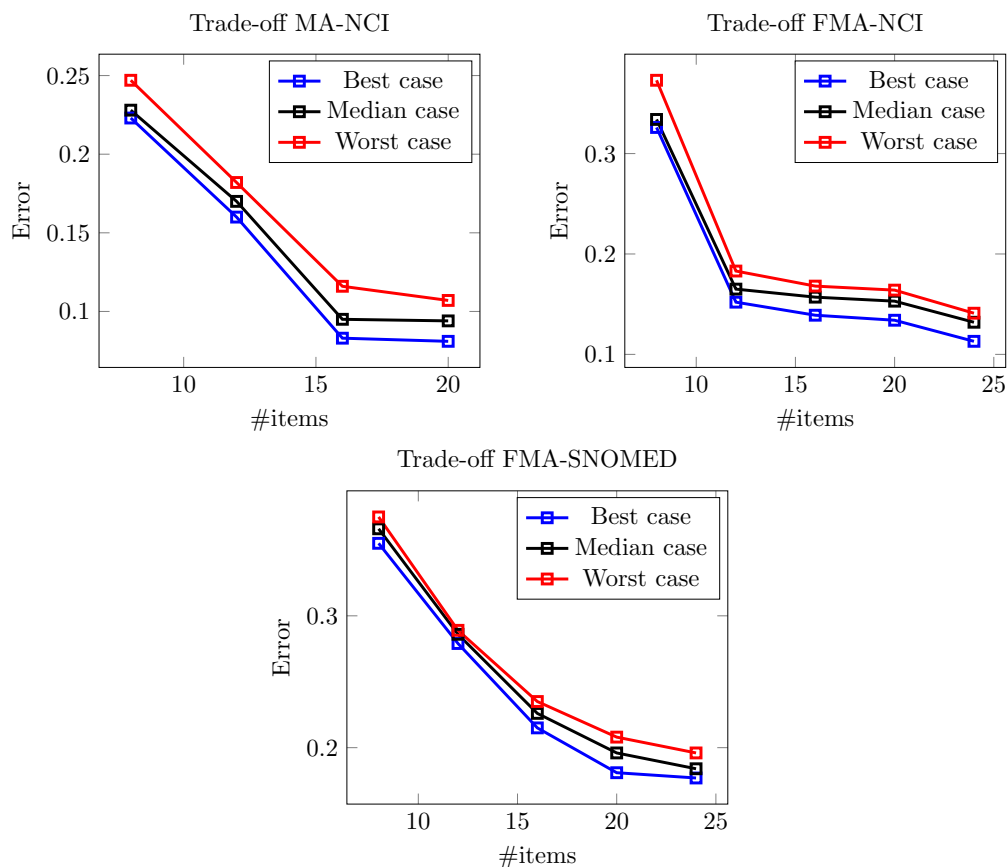 Trade-off MA-NCI
0.25
0.2
0.15
0.1
Error
10
15
20
#items
Best case
Median case
Worst case
Trade-off FMA-NCI
0.3
0.2
0.1
Error
10
15
20
25
#items
Best case
Median case
Worst case
Trade-off FMA-SNOMED
0.3
0.2
Error
10
15
20
25
#items
Best case
Median case
Worst case